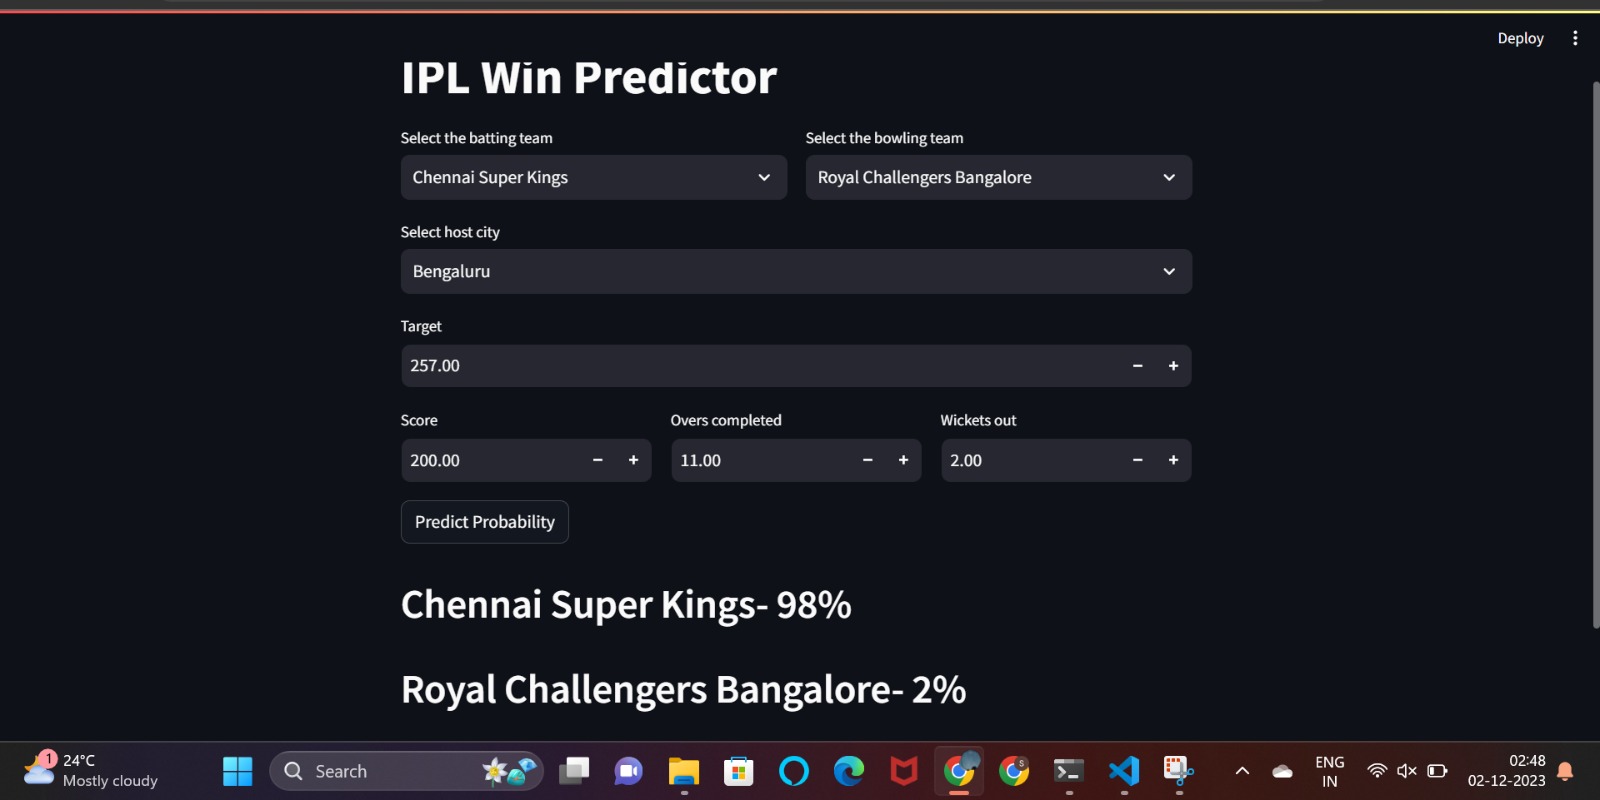 Deploy
IPL Win Predictor
Select the batting team
Select the bowling team
Chennai Super Kings
Royal Challengers Bangalore
Select host city
Bengaluru
Target
257.00
Score
Overs completed
Wickets out
200.00
11.00
2.00
Predict Probability
Chennai Super Kings- 98%
Royal Challengers Bangalore- 2%
1
24°C
Mostly cloudy
Search
S
ENG
IN
02:48
02-12-2023